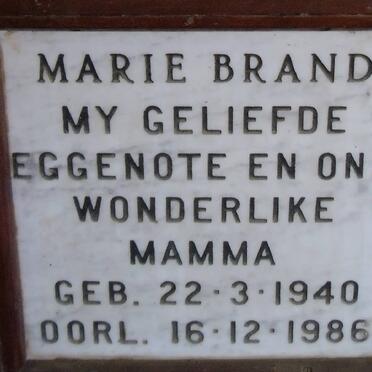 MARIE BRAND
MY GELIEFDE
EGGENOTE EN ON
WONDERLIKE
MAMMA
GEB. 22·3·1940
OORL. 16·12·1986